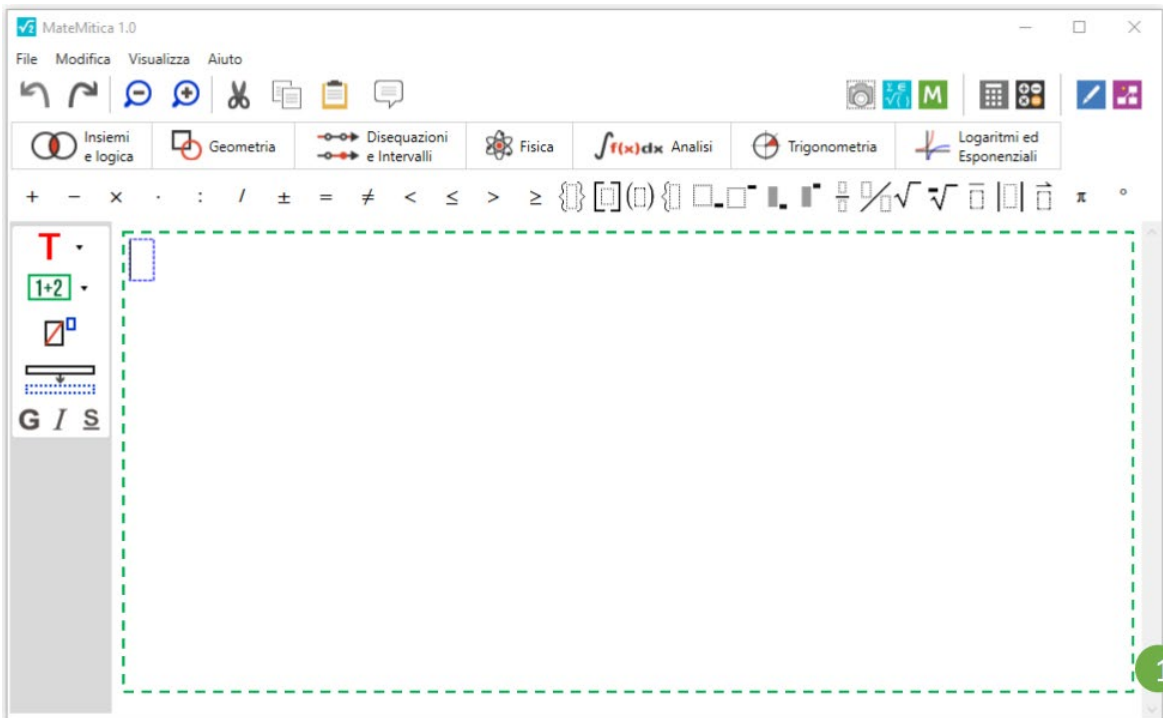 MateMitica 1.0
File Modifica Visualizza Aiuto
M
Insiemi e logica
Geometria
Disequazioni e Intervalli
Fisica
∫f(x)dx Analisi
Trigonometria
Logaritmi ed Esponenziali
+ − × · : / ± = ≠ < ≤ > ≥ {} [] () { √ √ | | π °
T
1+2
G I S
1